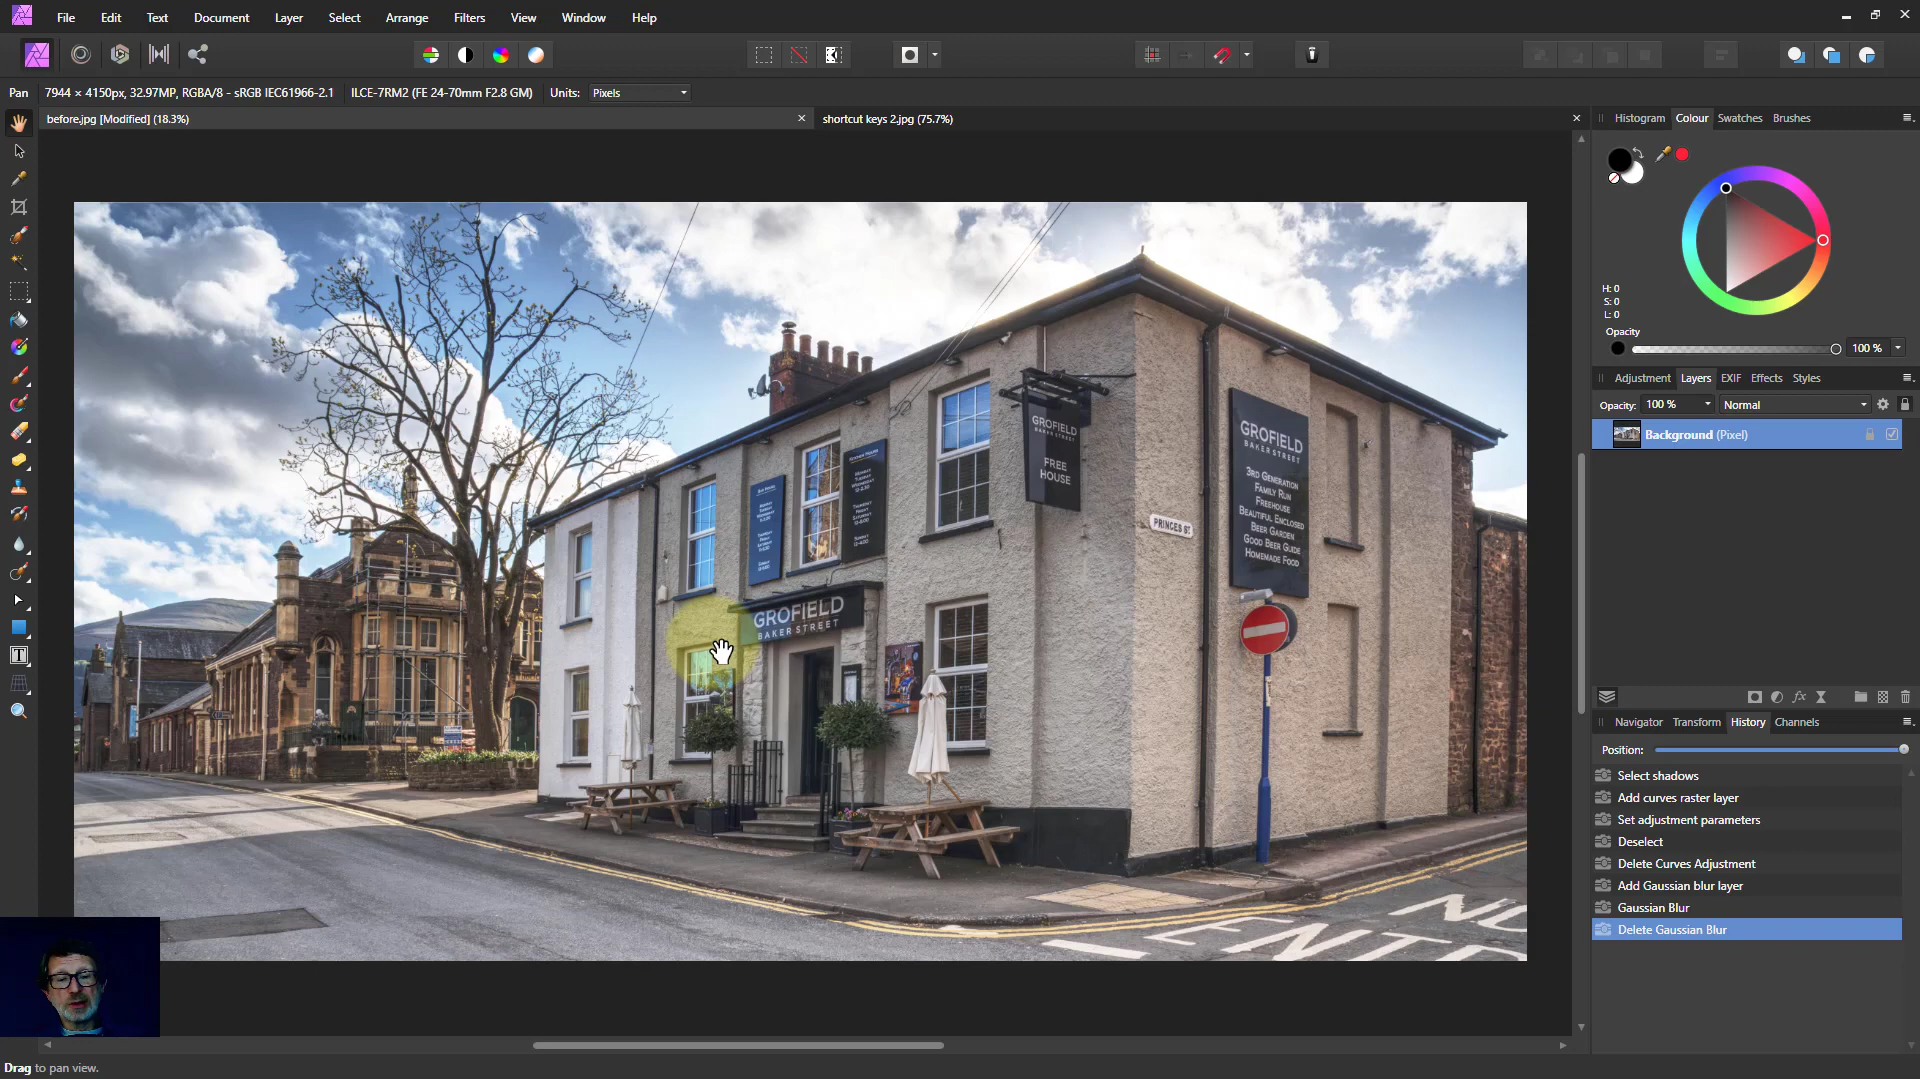 File Edit Text Document Layer Select Arrange Filters View Window Help
Pan 7944 × 4150px, 32.97MP, RGBA/8 - sRGB IEC61966-2.1 ILCE-7RM2 (FE 24-70mm F2.8 GM) Units: Pixels
before.jpg [Modified] (18.3%)
shortcut keys 2.jpg (75.7%)
Histogram Colour Swatches Brushes
H: 0
S: 0
L: 0
Opacity
100 %
Adjustment Layers EXIF Effects Styles
Opacity: 100 % Normal
Background (Pixel)
Navigator Transform History Channels
Position:
Select shadows
Add curves raster layer
Set adjustment parameters
Deselect
Delete Curves Adjustment
Add Gaussian blur layer
Gaussian Blur
Delete Gaussian Blur
GROFIELD
BAKER STREET
FREE
HOUSE
GROFIELD
BAKER STREET
3RD GENERATION
FAMILY RUN
FREEHOUSE
BEAUTIFUL ENCLOSED
BEER GARDEN
GOOD BEER GUIDE
HOMEMADE FOOD
PRINCES ST
GROFIELD
BAKER STREET
NO
ENTR
T
Drag to pan view.